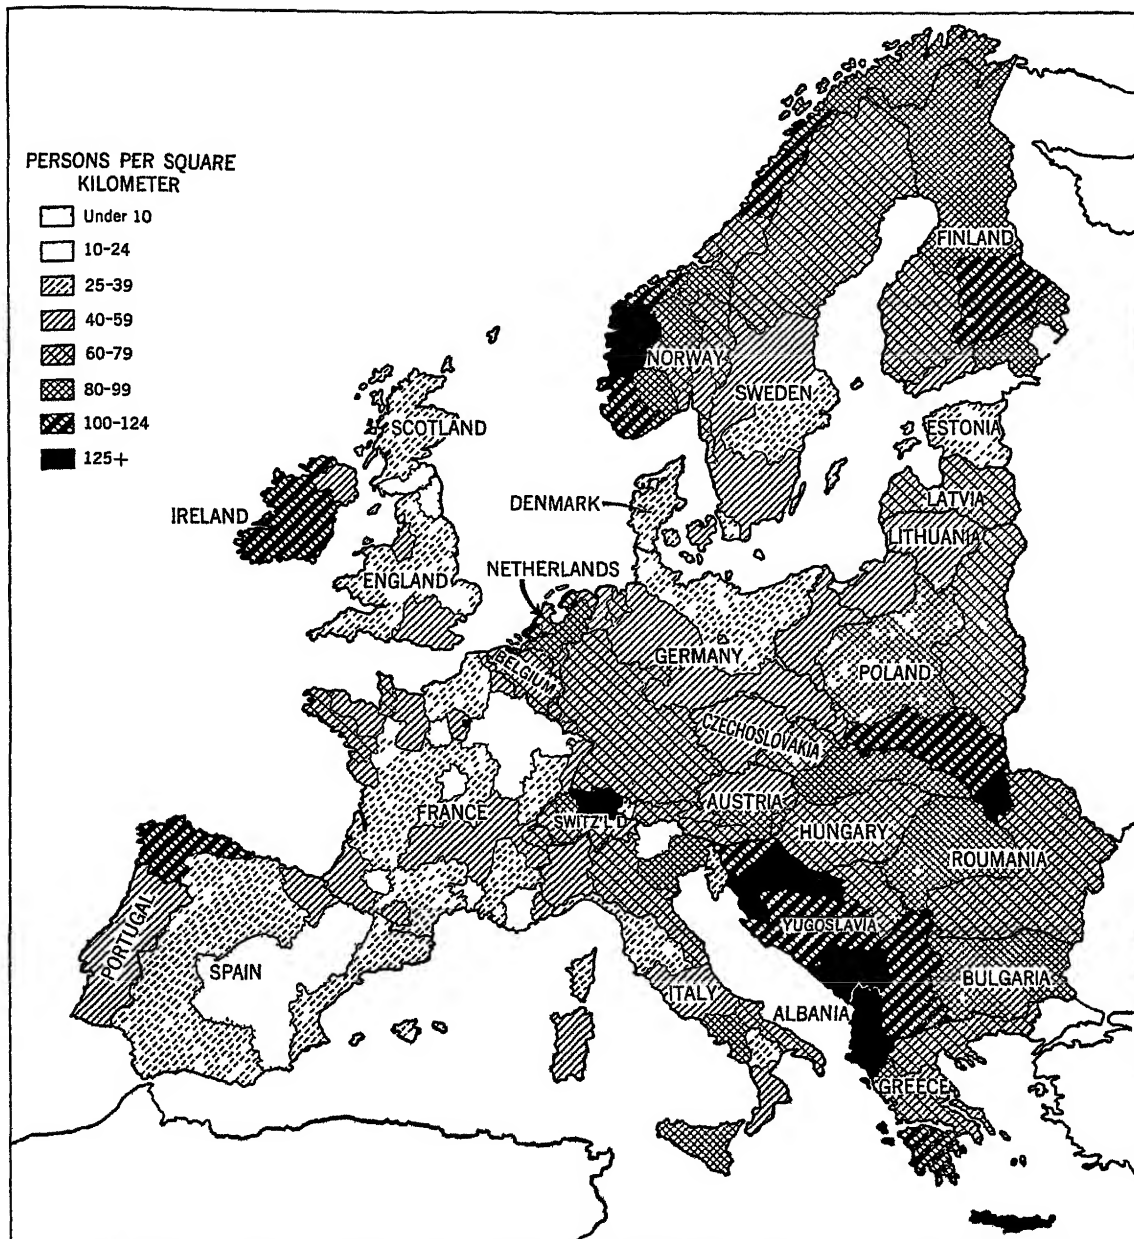 PERSONS PER SQUARE
KILOMETER
Under 10
10-24
25-39
40-59
60-79
80-99
100-124
125+
FINLAND
NORWAY
SWEDEN
SCOTLAND
ESTONIA
IRELAND
DENMARK
LATVIA
LITHUANIA
NETHERLANDS
ENGLAND
BELGIUM
GERMANY
POLAND
CZECHOSLOVAKIA
FRANCE
SWITZ'L'D
AUSTRIA
HUNGARY
ROUMANIA
PORTUGAL
SPAIN
YUGOSLAVIA
BULGARIA
ITALY
ALBANIA
GREECE